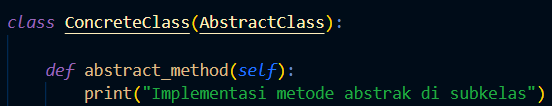 class ConcreteClass(AbstractClass):
def abstract_method(self):
print("Implementasi metode abstrak di subkelas")